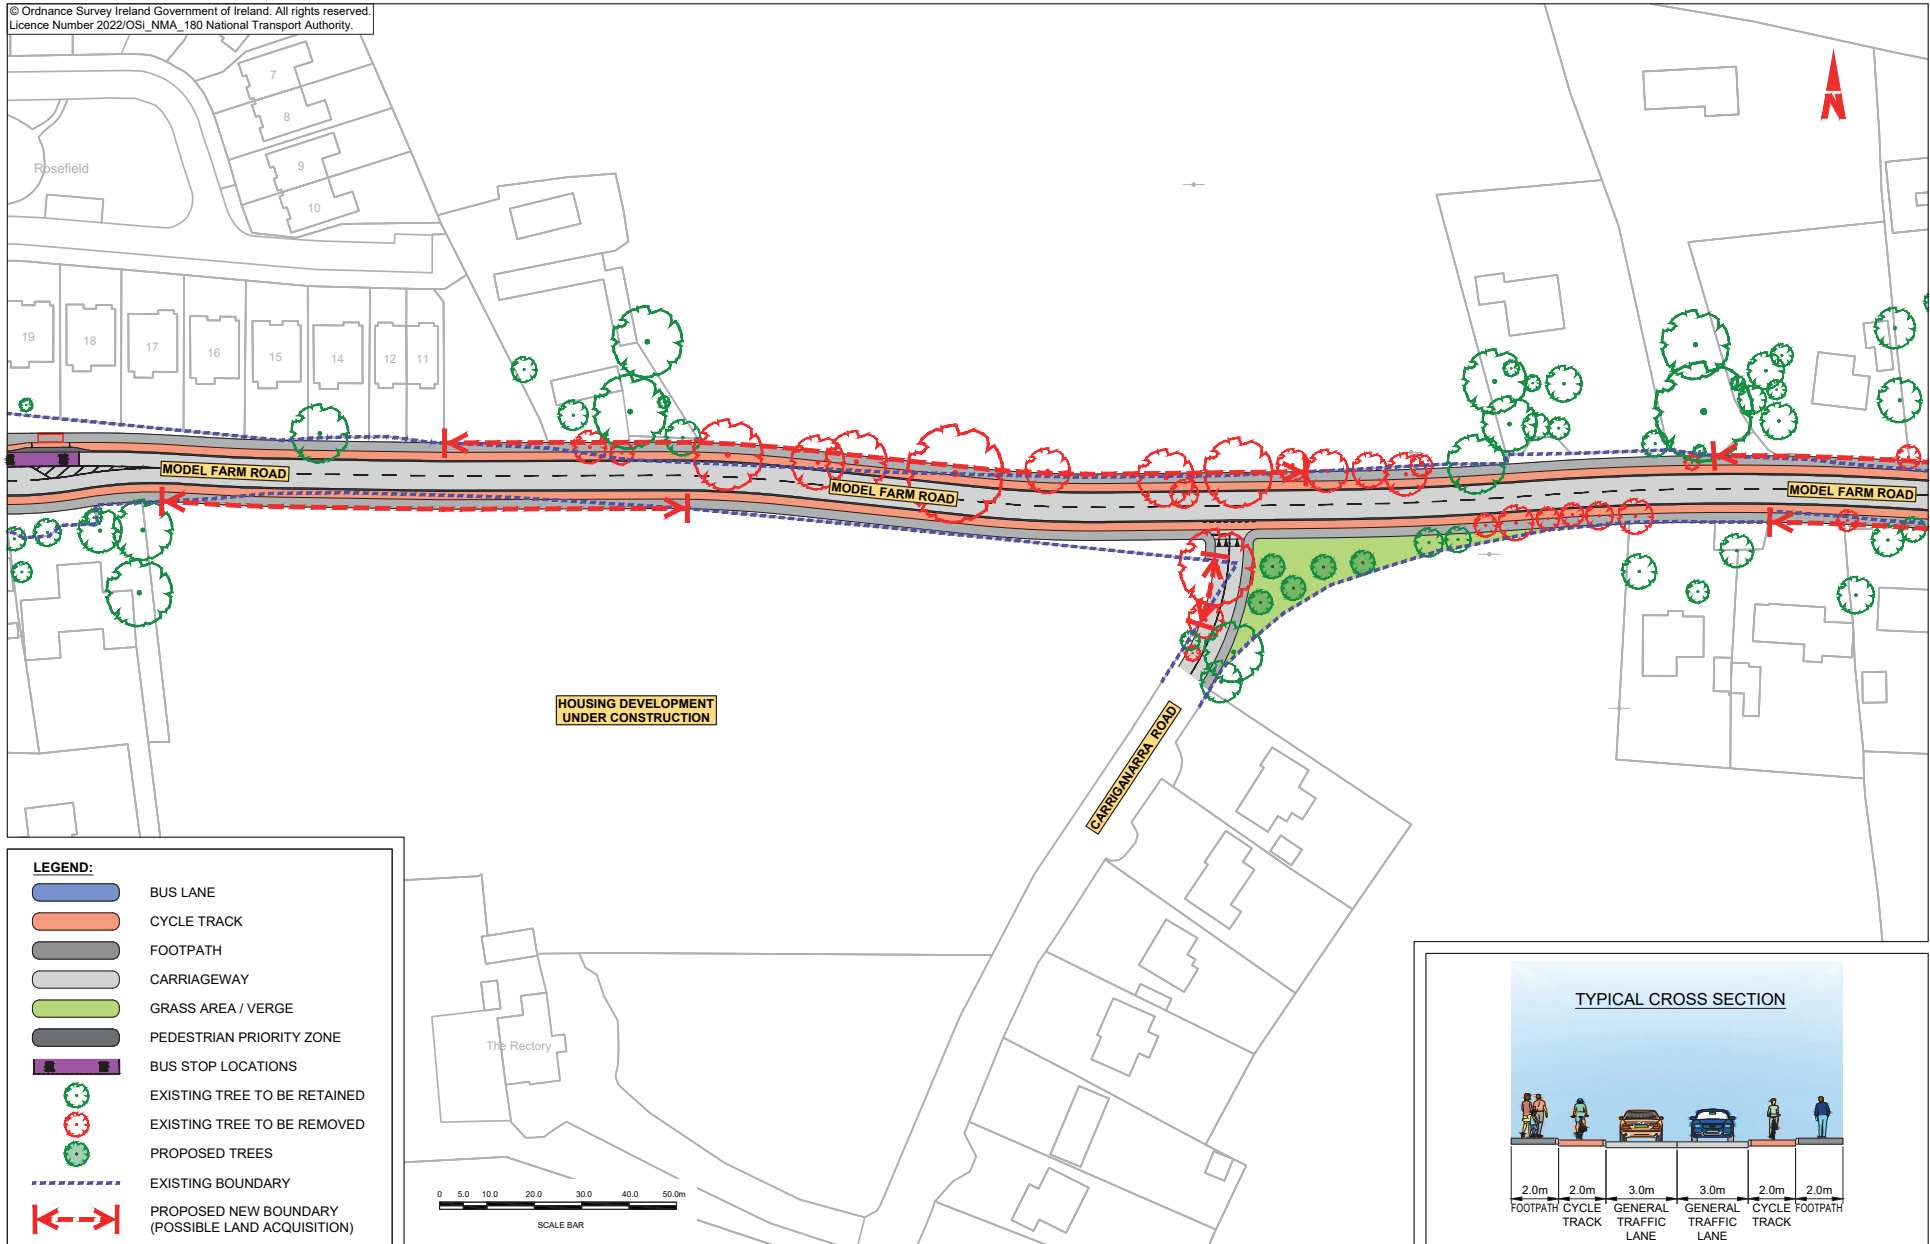 © Ordnance Survey Ireland Government of Ireland. All rights reserved.
Licence Number 2022/OSi_NMA_180 National Transport Authority.
7
8
9
10
Rosefield
N
19
18
17
16
15
14
12
11
MODEL FARM ROAD
MODEL FARM ROAD
MODEL FARM ROAD
HOUSING DEVELOPMENT
UNDER CONSTRUCTION
CARRIGANARRA ROAD
The Rectory
LEGEND:
BUS LANE
CYCLE TRACK
FOOTPATH
CARRIAGEWAY
GRASS AREA / VERGE
PEDESTRIAN PRIORITY ZONE
BUS STOP LOCATIONS
EXISTING TREE TO BE RETAINED
EXISTING TREE TO BE REMOVED
PROPOSED TREES
EXISTING BOUNDARY
PROPOSED NEW BOUNDARY
(POSSIBLE LAND ACQUISITION)
0 5.0 10.0 20.0 30.0 40.0 50.0m
SCALE BAR
TYPICAL CROSS SECTION
2.0m 2.0m 3.0m 3.0m 2.0m 2.0m
FOOTPATH CYCLE GENERAL GENERAL CYCLE FOOTPATH
TRACK TRAFFIC TRAFFIC TRACK
LANE LANE